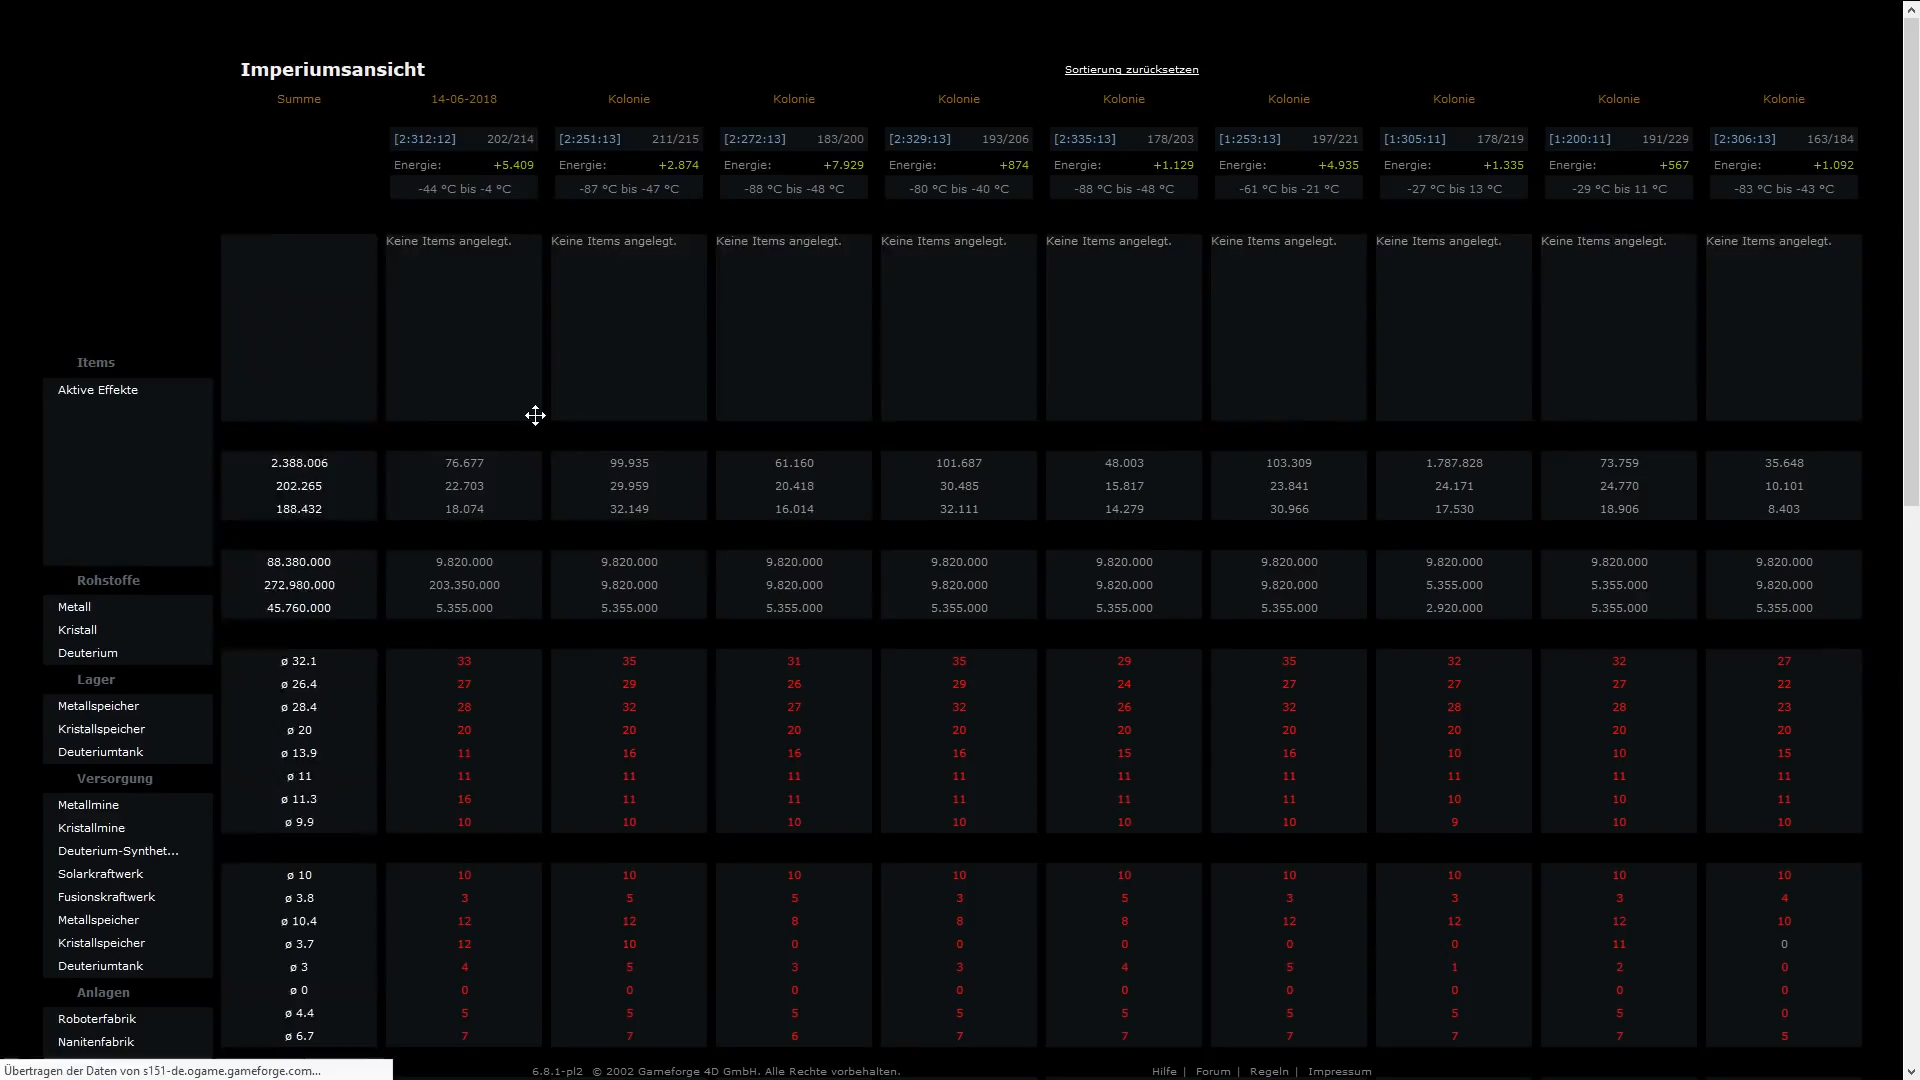 Imperiumsansicht Sortierung zurücksetzen
Summe 14-06-2018 Kolonie Kolonie Kolonie Kolonie Kolonie Kolonie Kolonie Kolonie
[2:312:12] 202/214 [2:251:13] 211/215 [2:272:13] 183/200 [2:329:13] 193/206 [2:335:13] 178/203 [1:253:13] 197/221 [1:305:11] 178/219 [1:200:11] 191/229 [2:306:13] 163/184
Energie: +5.409 Energie: +2.874 Energie: +7.929 Energie: +874 Energie: +1.129 Energie: +4.935 Energie: +1.335 Energie: +567 Energie: +1.092
-44 °C bis -4 °C -87 °C bis -47 °C -88 °C bis -48 °C -80 °C bis -40 °C -88 °C bis -48 °C -61 °C bis -21 °C -27 °C bis 13 °C -29 °C bis 11 °C -83 °C bis -43 °C
Keine Items angelegt. Keine Items angelegt. Keine Items angelegt. Keine Items angelegt. Keine Items angelegt. Keine Items angelegt. Keine Items angelegt. Keine Items angelegt. Keine Items angelegt.
Items
Aktive Effekte
2.388.006 76.677 99.935 61.160 101.687 48.003 103.309 1.787.828 73.759 35.648
202.265 22.703 29.959 20.418 30.485 15.817 23.841 24.171 24.770 10.101
188.432 18.074 32.149 16.014 32.111 14.279 30.966 17.530 18.906 8.403
88.380.000 9.820.000 9.820.000 9.820.000 9.820.000 9.820.000 9.820.000 9.820.000 9.820.000 9.820.000
272.980.000 203.350.000 9.820.000 9.820.000 9.820.000 9.820.000 9.820.000 5.355.000 5.355.000 9.820.000
45.760.000 5.355.000 5.355.000 5.355.000 5.355.000 5.355.000 5.355.000 2.920.000 5.355.000 5.355.000
ø 32.1 33 35 31 35 29 35 32 32 27
ø 26.4 27 29 26 29 24 27 27 27 22
ø 28.4 28 32 27 32 26 32 28 28 23
ø 20 20 20 20 20 20 20 20 20 20
ø 13.9 11 16 16 16 15 16 10 10 15
ø 11 11 11 11 11 11 11 11 11 11
ø 11.3 16 11 11 11 11 11 10 10 11
ø 9.9 10 10 10 10 10 10 9 10 10
ø 10 10 10 10 10 10 10 10 10 10
ø 3.8 3 5 5 3 5 3 3 3 4
ø 10.4 12 12 8 8 8 12 12 12 10
ø 3.7 12 10 0 0 0 0 0 11 0
ø 3 4 5 3 3 4 5 1 2 0
ø 0 0 0 0 0 0 0 0 0 0
ø 4.4 5 5 5 5 5 5 5 5 0
ø 6.7 7 7 6 7 7 7 7 7 5
Rohstoffe
Metall
Kristall
Deuterium
Lager
Metallspeicher
Kristallspeicher
Deuteriumtank
Versorgung
Metallmine
Kristallmine
Deuterium-Synthet...
Solarkraftwerk
Fusionskraftwerk
Metallspeicher
Kristallspeicher
Deuteriumtank
Anlagen
Roboterfabrik
Nanitenfabrik
Übertragen der Daten von s151-de.ogame.gameforge.com...
6.8.1-pl2 © 2002 Gameforge 4D GmbH. Alle Rechte vorbehalten. Hilfe | Forum | Regeln | Impressum